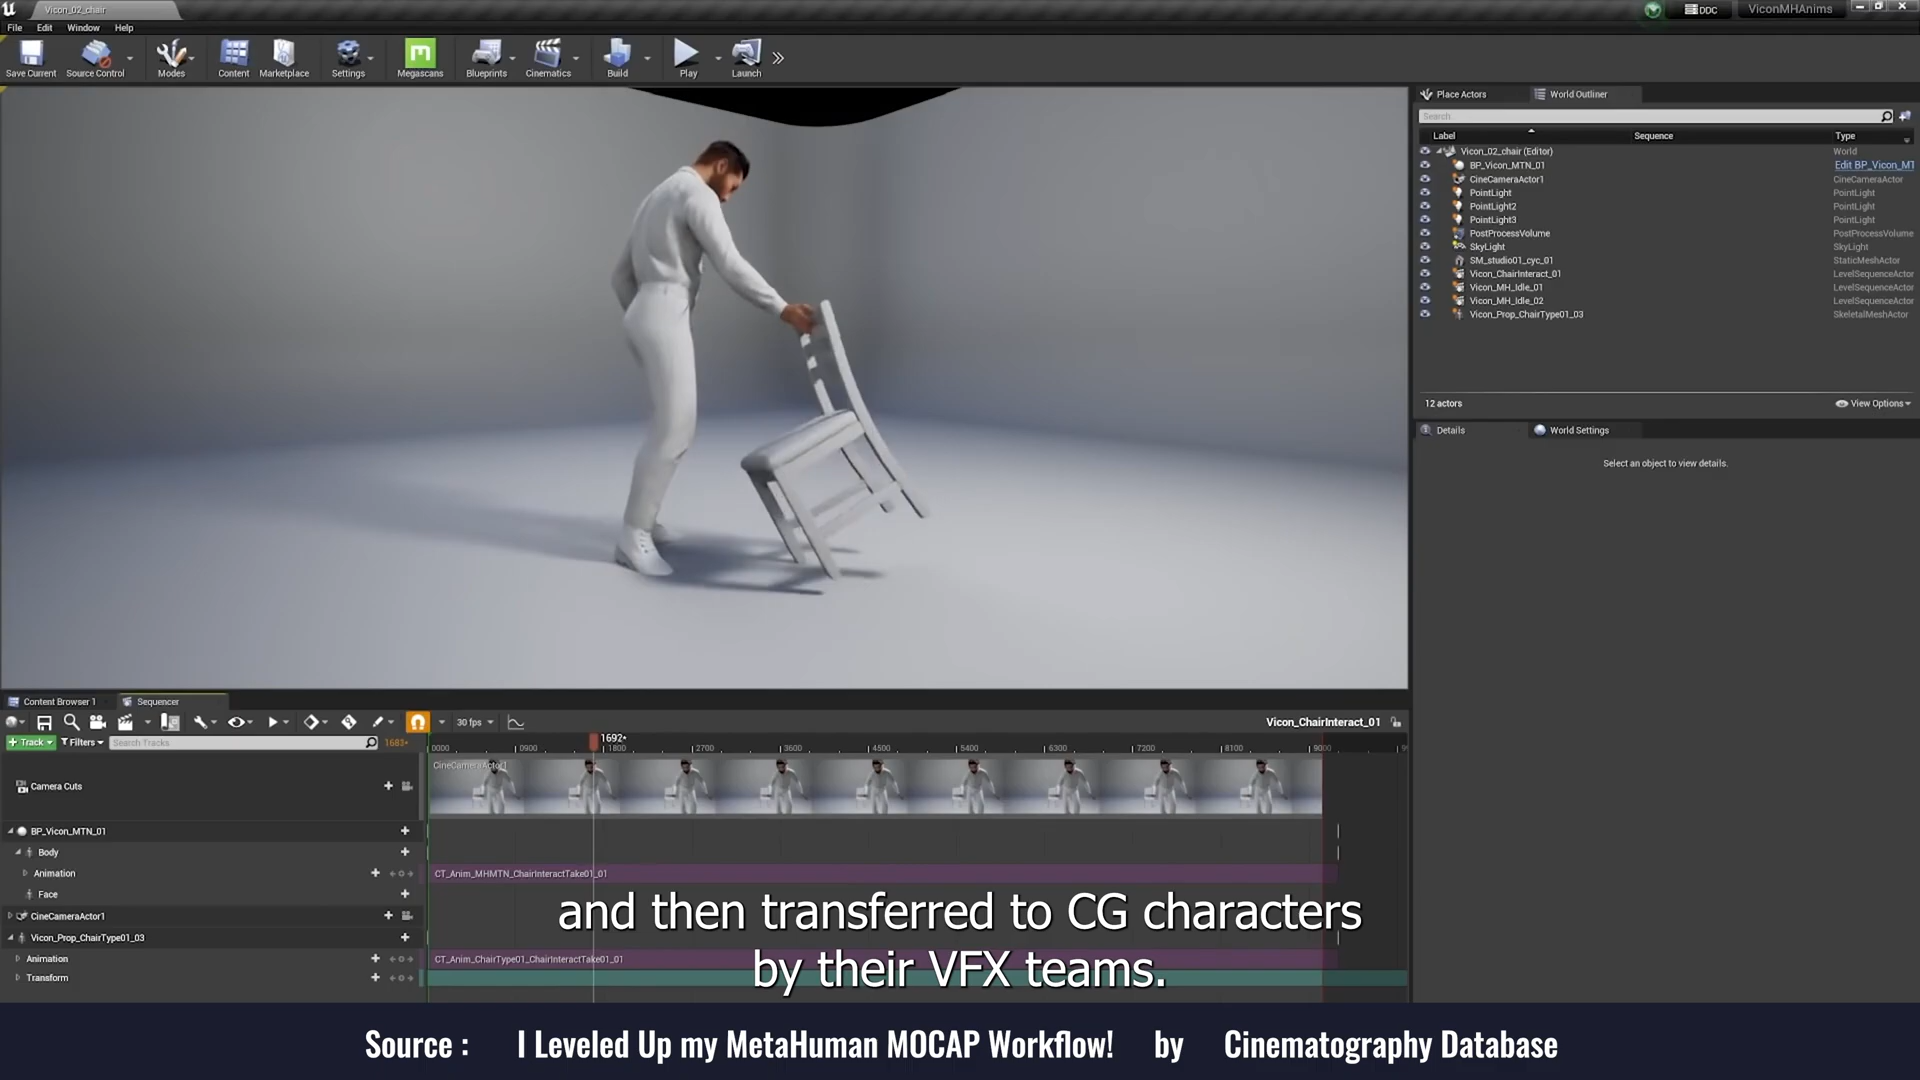 Vicon_02_chair
DDC
ViconMHAnims
File Edit Window Help
Save Current Source Control Modes Content Marketplace Settings Megascans Blueprints Cinematics Build Play Launch
Place Actors World Outliner
Search
Label Sequence Type
Vicon_02_chair (Editor) World
BP_Vicon_MTN_01 Edit BP_Vicon_MT
CineCameraActor1 CineCameraActor
PointLight PointLight
PointLight2 PointLight
PointLight3 PointLight
PostProcessVolume PostProcessVolume
SkyLight SkyLight
SM_studio01_cyc_01 StaticMeshActor
Vicon_ChairInteract_01 LevelSequenceActor
Vicon_MH_Idle_01 LevelSequenceActor
Vicon_MH_Idle_02 LevelSequenceActor
Vicon_Prop_ChairType01_03 SkeletalMeshActor
12 actors View Options
Details World Settings
Select an object to view details.
Content Browser 1 Sequencer
30 fps Vicon_ChairInteract_01
Track Filters Search Tracks 1683*
1692*
0000 0900 1800 2700 3600 4500 5400 6300 7200 8100 9000
CineCameraActor1
Camera Cuts
BP_Vicon_MTN_01
Body
Animation CT_Anim_MHMTN_ChairInteractTake01_01
Face
CineCameraActor1
Vicon_Prop_ChairType01_03
Animation CT_Anim_ChairType01_ChairInteractTake01_01
Transform
and then transferred to CG characters
by their VFX teams.
Source : I Leveled Up my MetaHuman MOCAP Workflow! by Cinematography Database